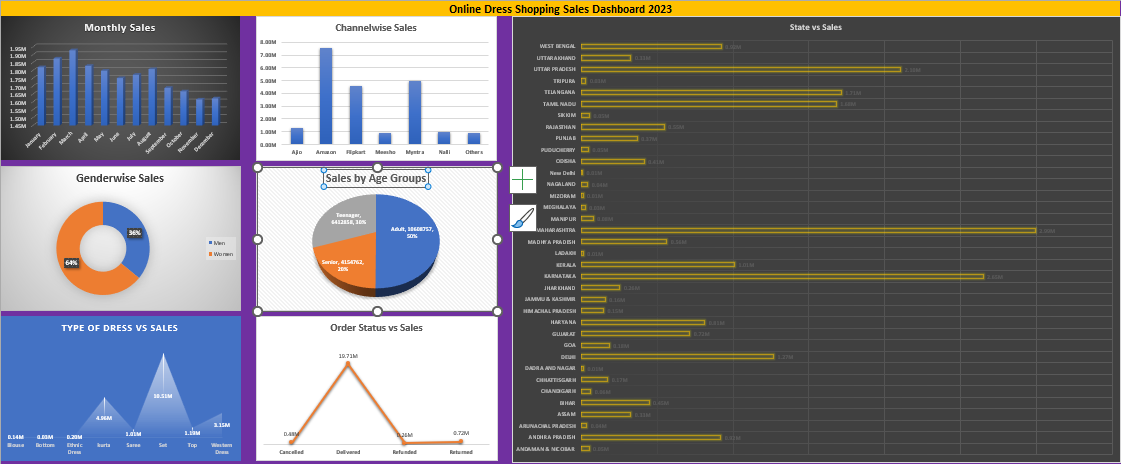 Online Dress Shopping Sales Dashboard 2023
Monthly Sales
1.95M
1.90M
1.85M
1.80M
1.75M
1.70M
1.65M
1.60M
1.55M
1.50M
1.45M
January
February
March
April
May
June
July
August
September
October
November
December
Channelwise Sales
8.00M
7.00M
6.00M
5.00M
4.00M
3.00M
2.00M
1.00M
0.00M
Ajio Amazon Flipkart Meesho Myntra Nalli Others
Genderwise Sales
36%
64%
Men
Women
Sales by Age Groups
Teenager,
6412858, 30%
Adult, 10609757,
50%
Senior, 4154762,
20%
TYPE OF DRESS VS SALES
0.14M 0.03M 0.20M 4.96M 1.01M 10.51M 1.19M 3.15M
Blouse Bottom Ethnic Dress kurta Saree Set Top Western Dress
Order Status vs Sales
0.48M 19.71M 0.26M 0.72M
Cancelled Delivered Refunded Returned
State vs Sales
WEST BENGAL
UTTARAKHAND
UTTAR PRADESH
TRIPURA
TELANGANA
TAMIL NADU
SIKKIM
RAJASTHAN
PUNJAB
PUDUCHERRY
ODISHA
New Delhi
NAGALAND
MIZORAM
MEGHALAYA
MANIPUR
MAHARASHTRA
MADHYA PRADESH
LADAKH
KERALA
KARNATAKA
JHARKHAND
JAMMU & KASHMIR
HIMACHAL PRADESH
HARYANA
GUJARAT
GOA
DELHI
DADRA AND NAGAR
CHHATTISGARH
CHANDIGARH
BIHAR
ASSAM
ARUNACHAL PRADESH
ANDHRA PRADESH
ANDAMAN & NICOBAR